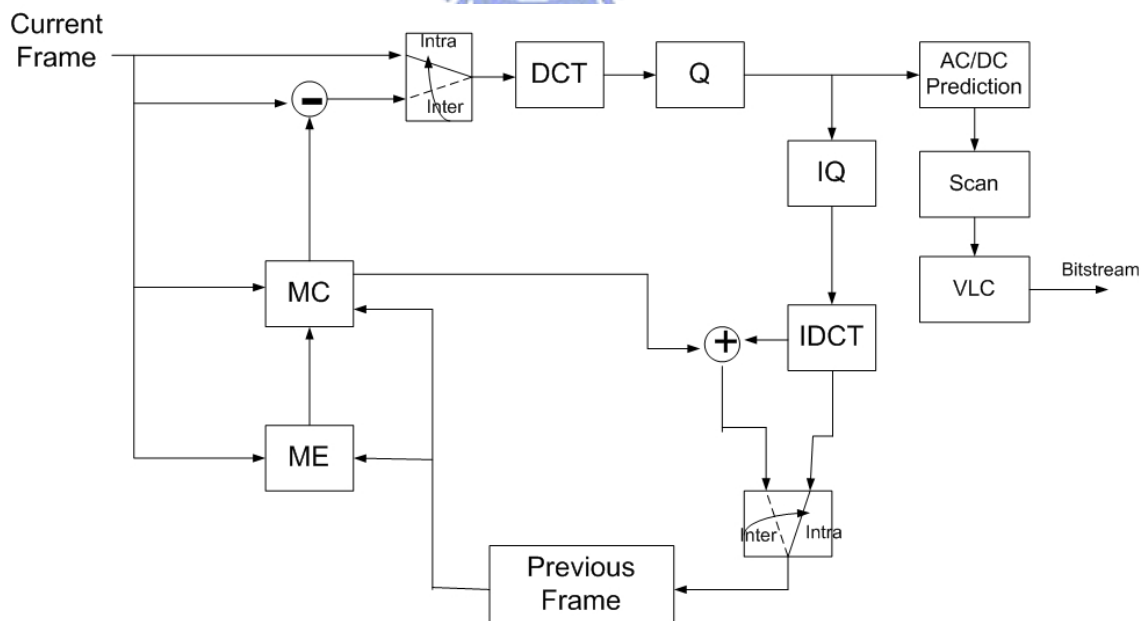 Current
Frame
Intra
Inter
DCT
Q
AC/DC
Prediction
IQ
Scan
VLC
Bitstream
MC
IDCT
ME
Inter
Intra
Previous
Frame